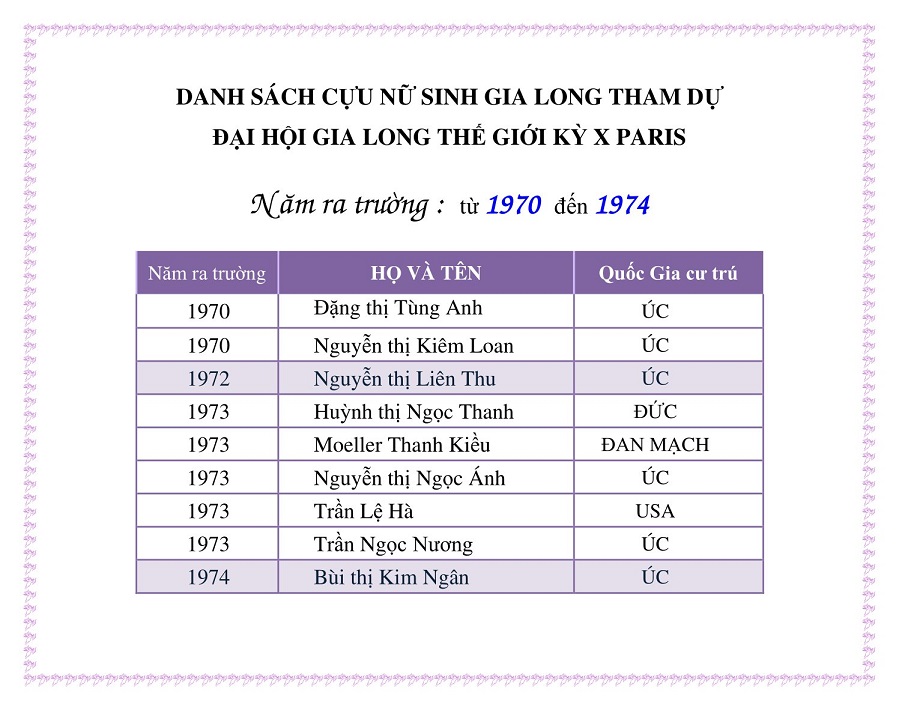 DANH SÁCH CỰU NỮ SINH GIA LONG THAM DỰ
ĐẠI HỘI GIA LONG THẾ GIỚI KỲ X PARIS
Năm ra trường : từ 1970 đến 1974
Năm ra trường HỌ VÀ TÊN Quốc Gia cư trú
1970 Đặng thị Tùng Anh ÚC
1970 Nguyễn thị Kiêm Loan ÚC
1972 Nguyễn thị Liên Thu ÚC
1973 Huỳnh thị Ngọc Thanh ĐỨC
1973 Moeller Thanh Kiều ĐAN MẠCH
1973 Nguyễn thị Ngọc Ánh ÚC
1973 Trần Lệ Hà USA
1973 Trần Ngọc Nương ÚC
1974 Bùi thị Kim Ngân ÚC